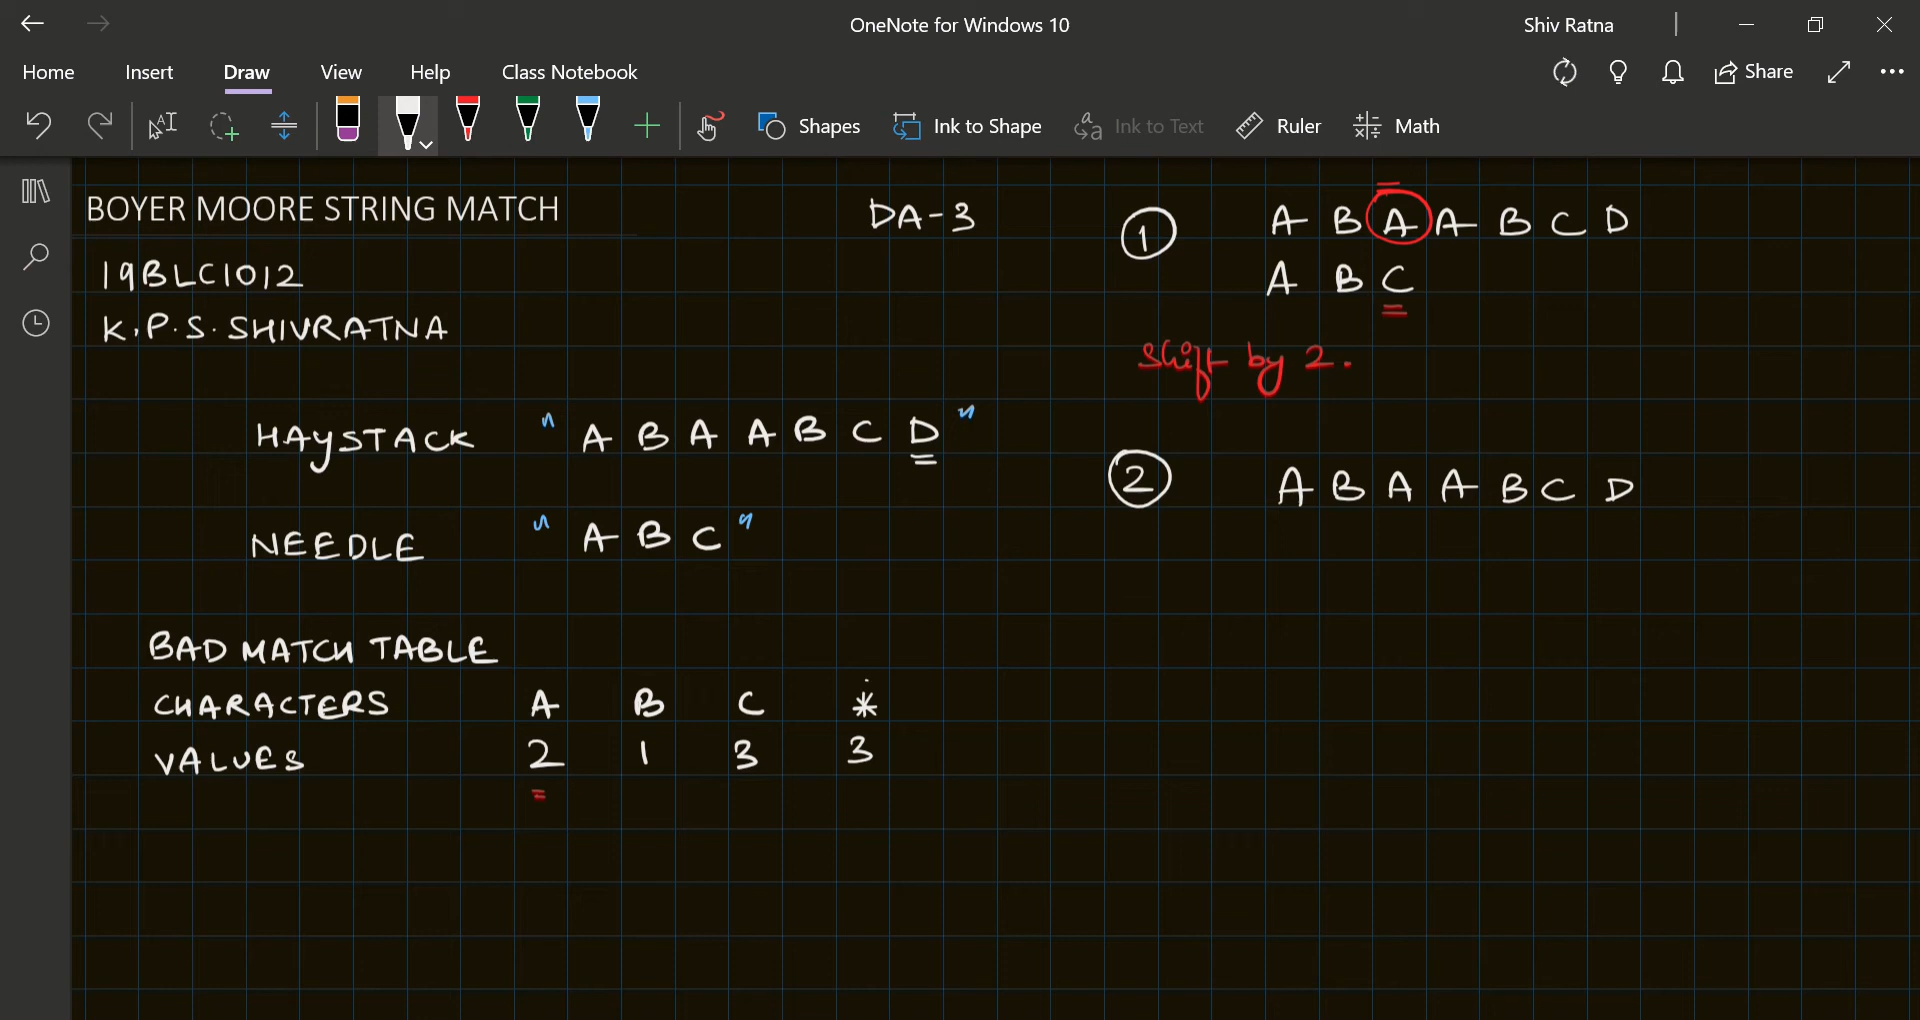 OneNote for Windows 10
Shiv Ratna
Home Insert Draw View Help Class Notebook
Share
Shapes Ink to Shape Ink to Text Ruler Math
BOYER MOORE STRING MATCH
DA-3
19BLC1012
K.P.S. SHIVRATNA
HAYSTACK " A B A A B C D "
NEEDLE " A B C "
BAD MATCH TABLE
CHARACTERS A B C *
VALUES 2 1 3 3
1 A B A A B C D
A B C
Shift by 2.
2 A B A A B C D